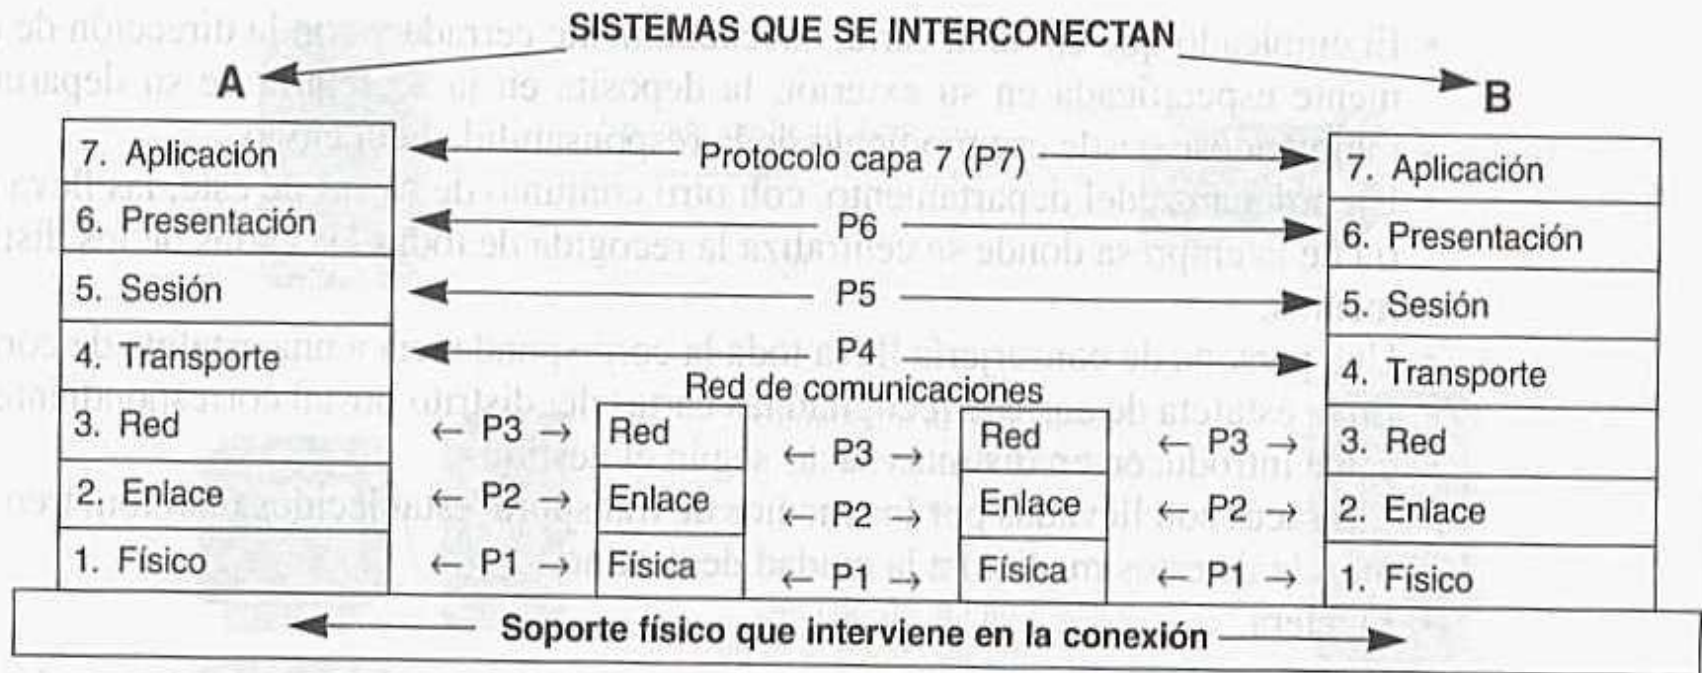 SISTEMAS QUE SE INTERCONECTAN
A
B
7. Aplicación
Protocolo capa 7 (P7)
7. Aplicación
6. Presentación
P6
6. Presentación
5. Sesión
P5
5. Sesión
4. Transporte
P4
4. Transporte
Red de comunicaciones
3. Red
← P3 →
Red
← P3 →
Red
← P3 →
3. Red
2. Enlace
← P2 →
Enlace
← P2 →
Enlace
← P2 →
2. Enlace
1. Físico
← P1 →
Física
← P1 →
Física
← P1 →
1. Físico
Soporte físico que interviene en la conexión